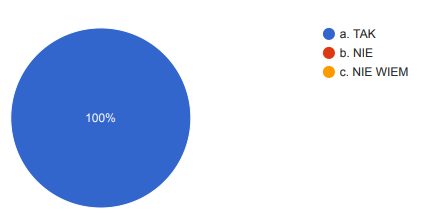 100%
a. TAK
b. NIE
c. NIE WIEM